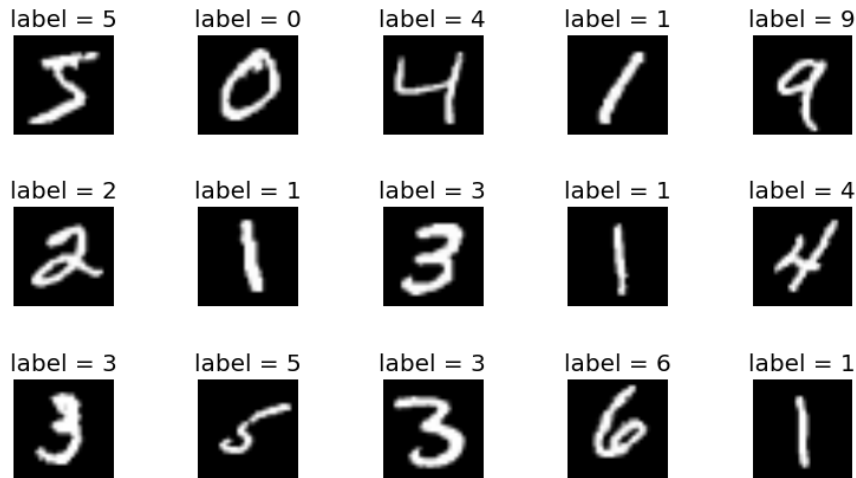 label = 5 label = 0 label = 4 label = 1 label = 9
5 0 4 1 9
label = 2 label = 1 label = 3 label = 1 label = 4
2 1 3 1 4
label = 3 label = 5 label = 3 label = 6 label = 1
3 5 3 6 1